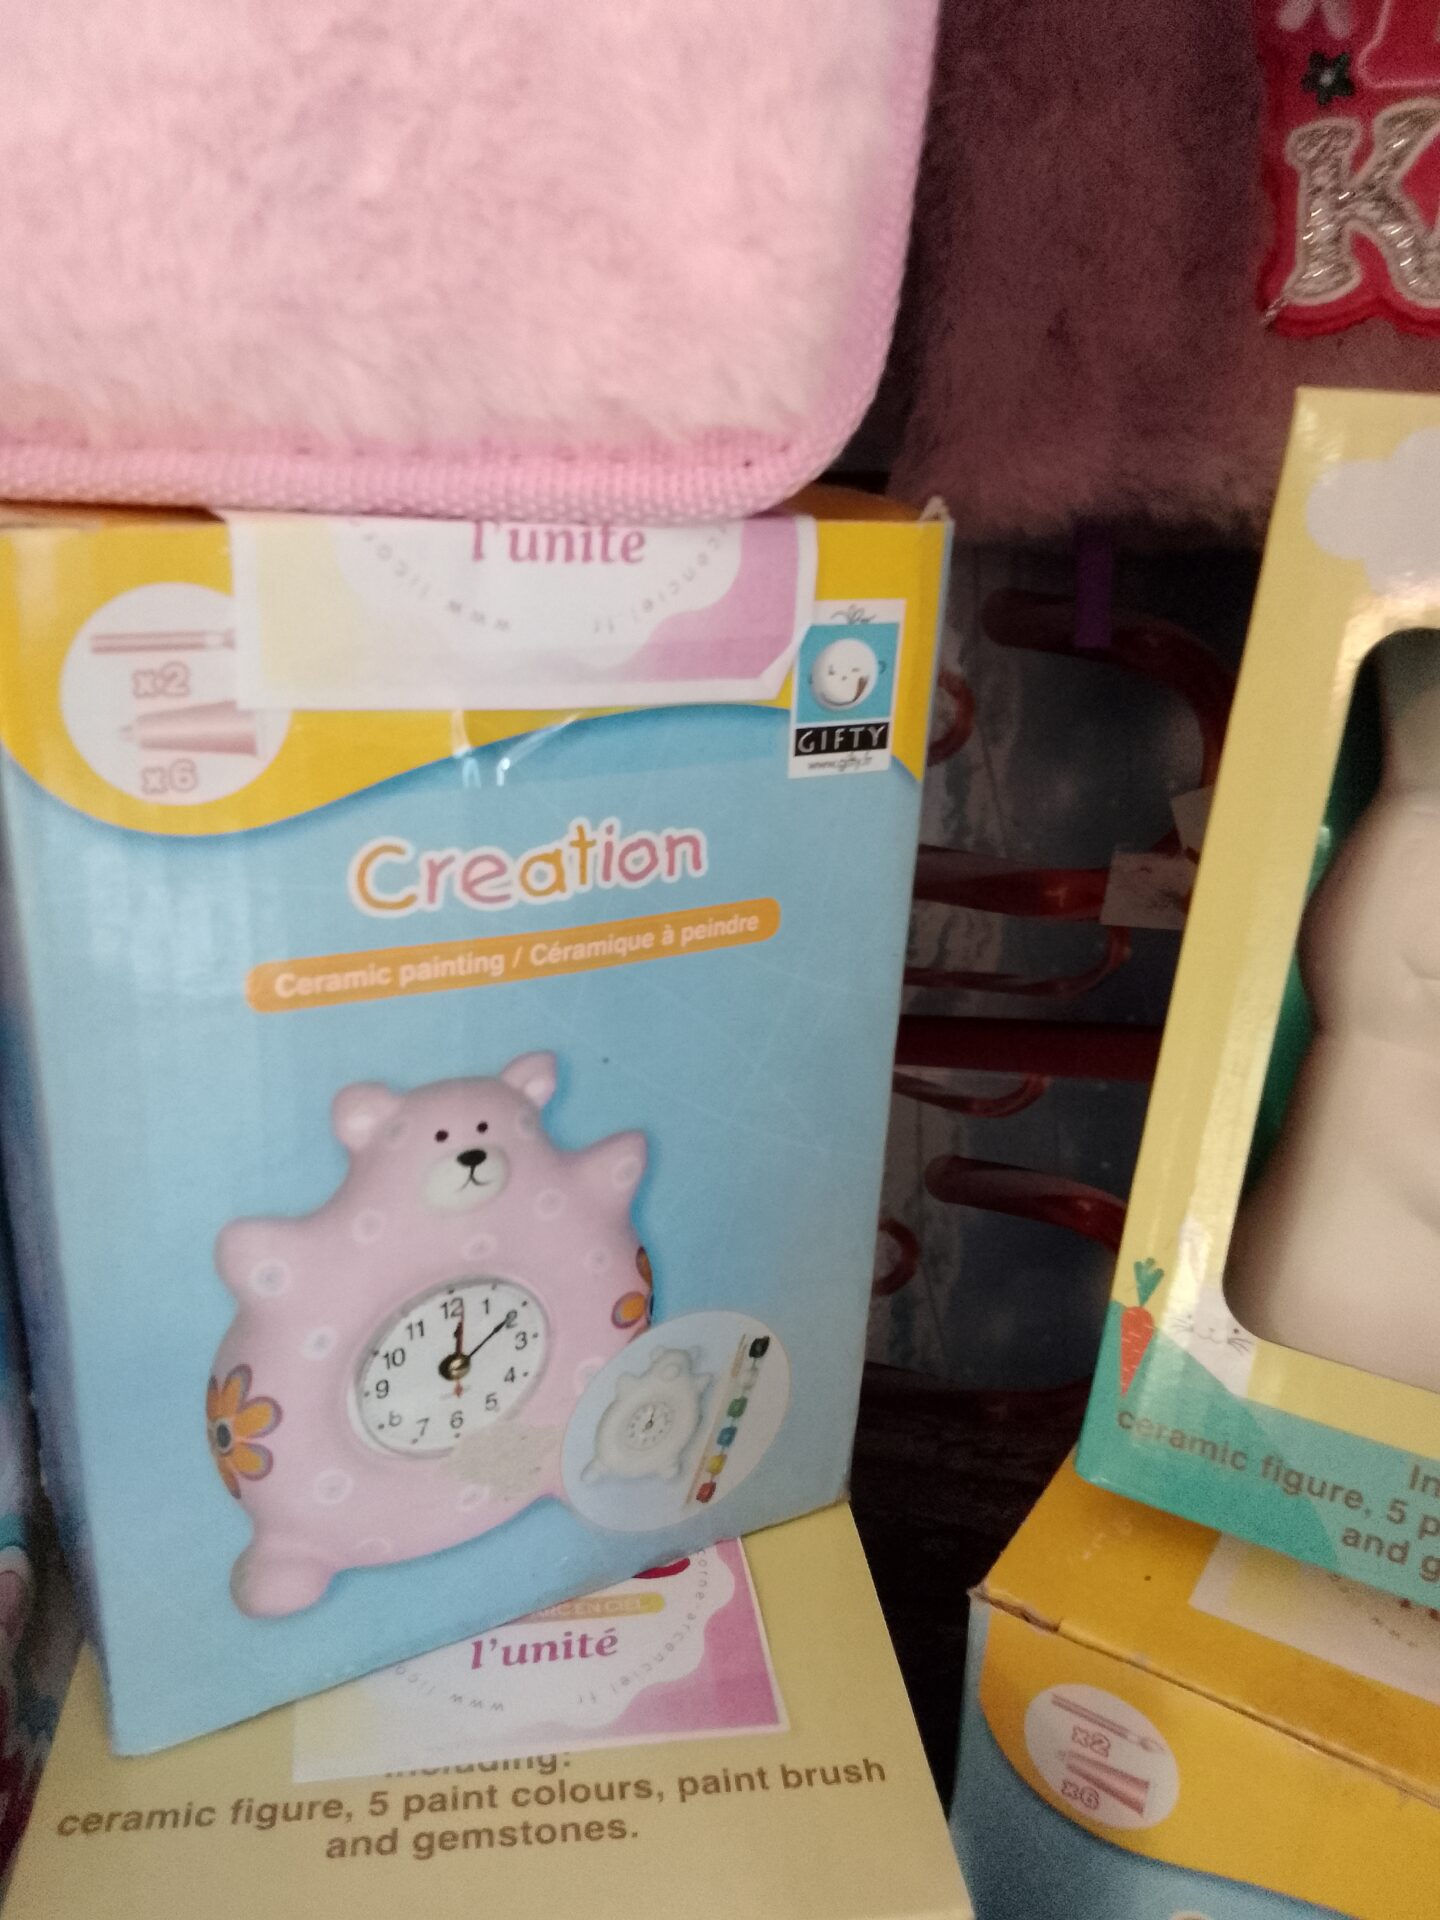 K
l'unité
x2
x6
GIFTY
www.gifty.fr
Creation
Ceramic painting / Céramique à peindre
12
1
2
3
4
5
6
7
9
10
11
ceramic figure, 5 p
and g
l'unité
including:
ceramic figure, 5 paint colours, paint brush
and gemstones.
x2
x6